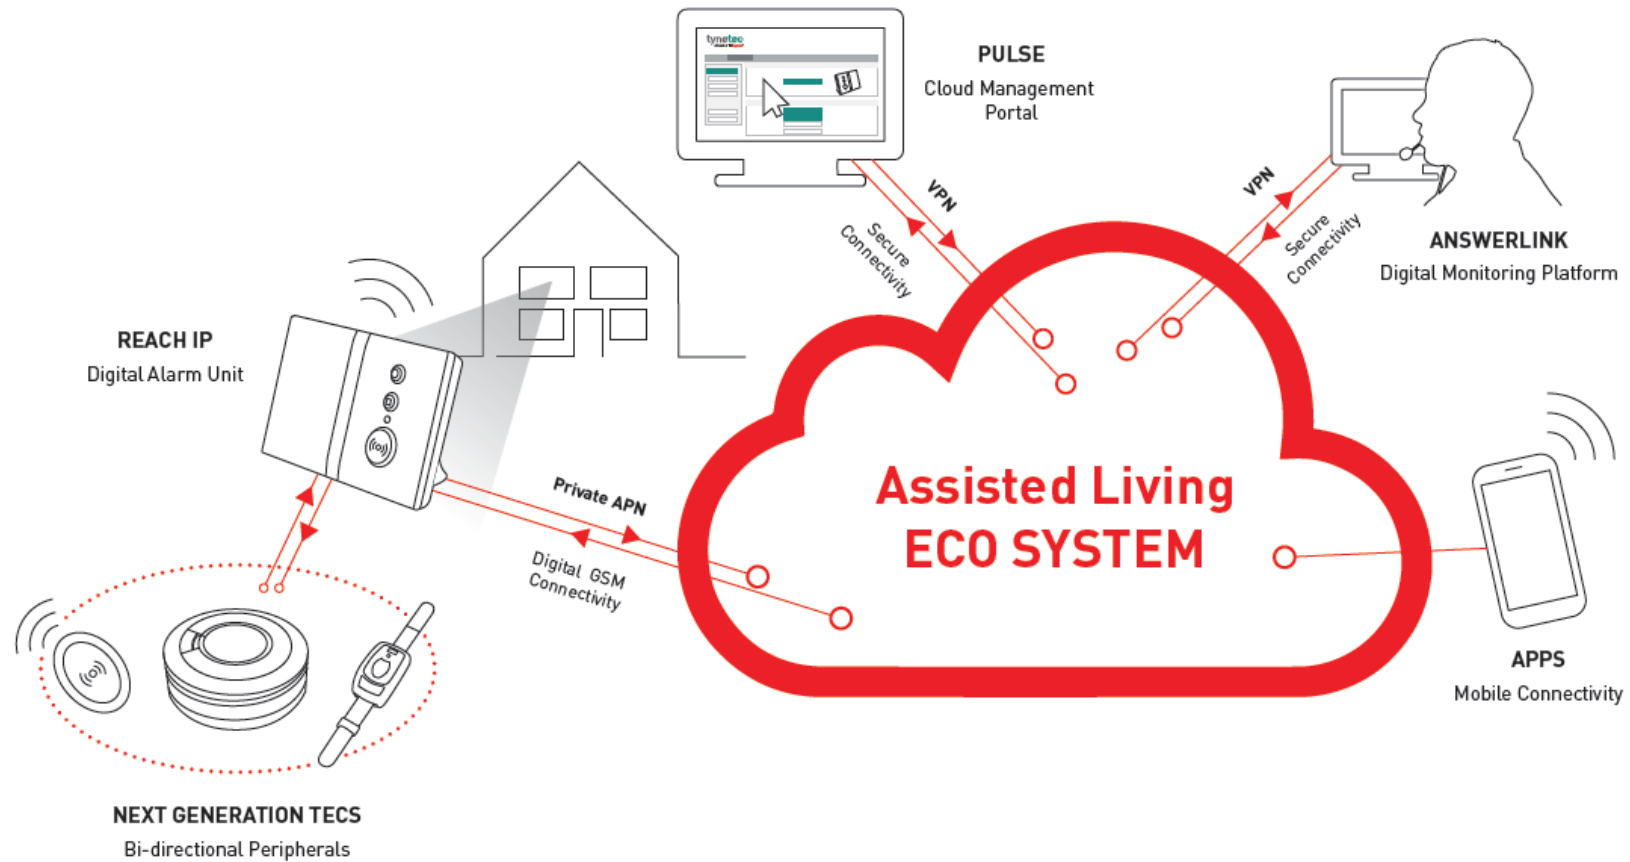 tynetec
PULSE
Cloud Management
Portal
VPN
Secure
Connectivity
VPN
Secure
Connectivity
ANSWERLINK
Digital Monitoring Platform
REACH IP
Digital Alarm Unit
Private APN
Digital GSM
Connectivity
Assisted Living
ECO SYSTEM
APPS
Mobile Connectivity
NEXT GENERATION TECS
Bi-directional Peripherals